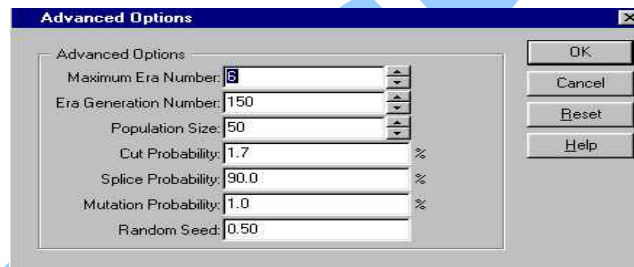 Advanced Options
Advanced Options
Maximum Era Number: 6
Era Generation Number: 150
Population Size: 50
Cut Probability: 1.7 %
Splice Probability: 90.0 %
Mutation Probability: 1.0 %
Random Seed: 0.50
OK
Cancel
Reset
Help